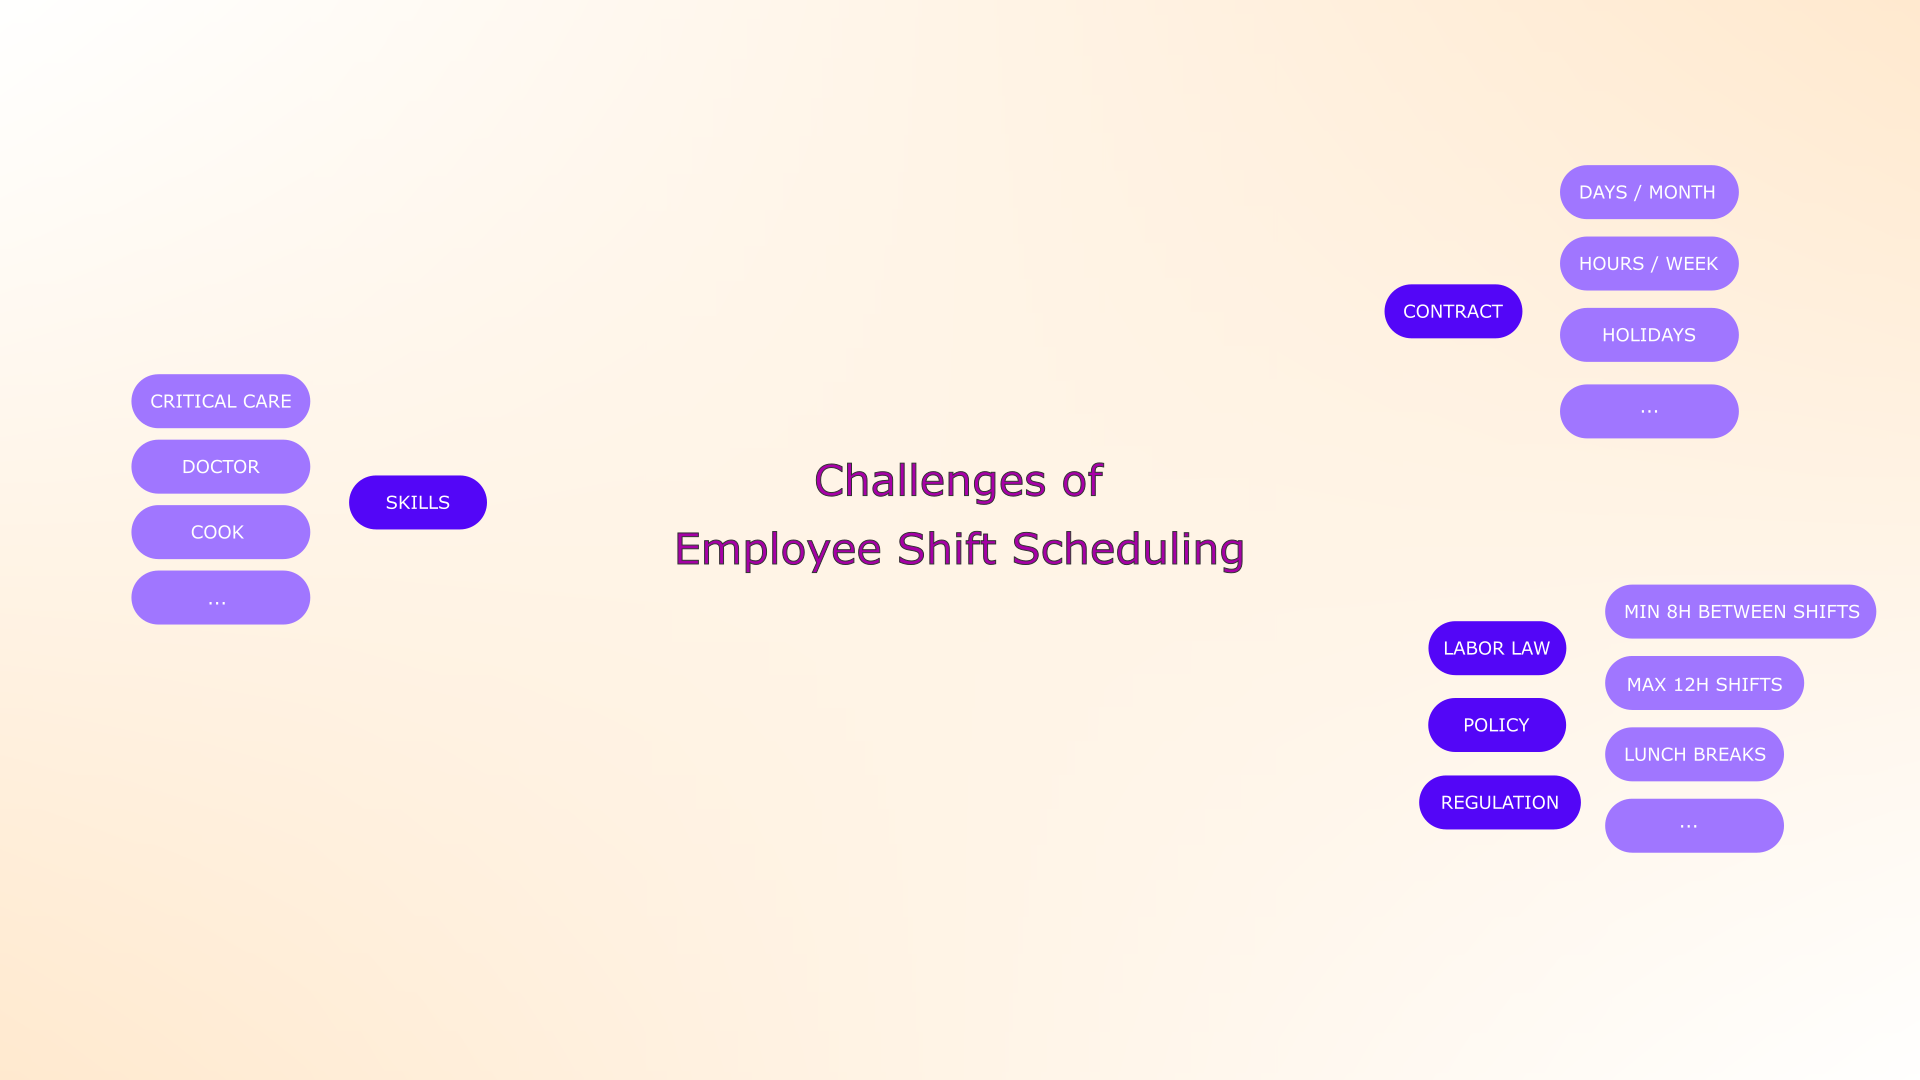 Challenges of
Employee Shift Scheduling
SKILLS
CRITICAL CARE
DOCTOR
COOK
...
CONTRACT
DAYS / MONTH
HOURS / WEEK
HOLIDAYS
...
LABOR LAW
POLICY
REGULATION
MIN 8H BETWEEN SHIFTS
MAX 12H SHIFTS
LUNCH BREAKS
...